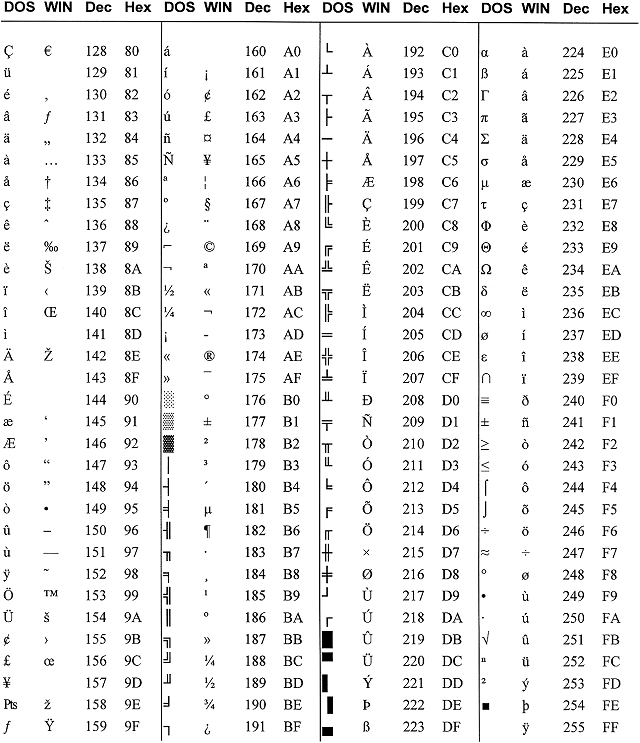 DOS WIN Dec Hex DOS WIN Dec Hex DOS WIN Dec Hex DOS WIN Dec Hex
Ç € 128 80 á 160 A0 └ À 192 C0 α à 224 E0
ü 129 81 í ¡ 161 A1 ┴ Á 193 C1 ß á 225 E1
é ‚ 130 82 ó ¢ 162 A2 ┬ Â 194 C2 Γ â 226 E2
â ƒ 131 83 ú £ 163 A3 ├ Ã 195 C3 π ã 227 E3
ä „ 132 84 ñ ¤ 164 A4 ─ Ä 196 C4 Σ ä 228 E4
à … 133 85 Ñ ¥ 165 A5 ┼ Å 197 C5 σ å 229 E5
å † 134 86 ª ¦ 166 A6 ╞ Æ 198 C6 µ æ 230 E6
ç ‡ 135 87 º § 167 A7 ╟ Ç 199 C7 τ ç 231 E7
ê ˆ 136 88 ¿ ¨ 168 A8 ╚ È 200 C8 Φ è 232 E8
ë ‰ 137 89 ⌐ © 169 A9 ╔ É 201 C9 Θ é 233 E9
è Š 138 8A ¬ ª 170 AA ╩ Ê 202 CA Ω ê 234 EA
ï ‹ 139 8B ½ « 171 AB ╦ Ë 203 CB δ ë 235 EB
î Œ 140 8C ¼ ¬ 172 AC ╠ Ì 204 CC ∞ ì 236 EC
ì 141 8D ¡ - 173 AD ═ Í 205 CD ø í 237 ED
Ä Ž 142 8E « ® 174 AE ╬ Î 206 CE ε î 238 EE
Å 143 8F » ¯ 175 AF ╧ Ï 207 CF ∩ ï 239 EF
É 144 90 ░ ° 176 B0 ╨ Ð 208 D0 ≡ ð 240 F0
æ ‘ 145 91 ▒ ± 177 B1 ╤ Ñ 209 D1 ± ñ 241 F1
Æ ’ 146 92 ▓ ² 178 B2 ╥ Ò 210 D2 ≥ ò 242 F2
ô “ 147 93 │ ³ 179 B3 ╙ Ó 211 D3 ≤ ó 243 F3
ö ” 148 94 ┤ ´ 180 B4 ╘ Ô 212 D4 ⌠ ô 244 F4
ò • 149 95 ╡ µ 181 B5 ╒ Õ 213 D5 ⌡ õ 245 F5
û – 150 96 ╢ ¶ 182 B6 ╓ Ö 214 D6 ÷ ö 246 F6
ù — 151 97 ╖ · 183 B7 ╫ × 215 D7 ≈ ÷ 247 F7
ÿ ˜ 152 98 ╕ ¸ 184 B8 ╪ Ø 216 D8 ° ø 248 F8
Ö ™ 153 99 ╣ ¹ 185 B9 ┘ Ù 217 D9 • ù 249 F9
Ü š 154 9A ║ º 186 BA ┌ Ú 218 DA · ú 250 FA
¢ › 155 9B ╗ » 187 BB █ Û 219 DB √ û 251 FB
£ œ 156 9C ╝ ¼ 188 BC ▀ Ü 220 DC ⁿ ü 252 FC
¥ 157 9D ╜ ½ 189 BD ▌ Ý 221 DD ² ý 253 FD
Pts ž 158 9E ╛ ¾ 190 BE ▐ Þ 222 DE ■ þ 254 FE
ƒ Ÿ 159 9F ┐ ¿ 191 BF ▄ ß 223 DF ÿ 255 FF